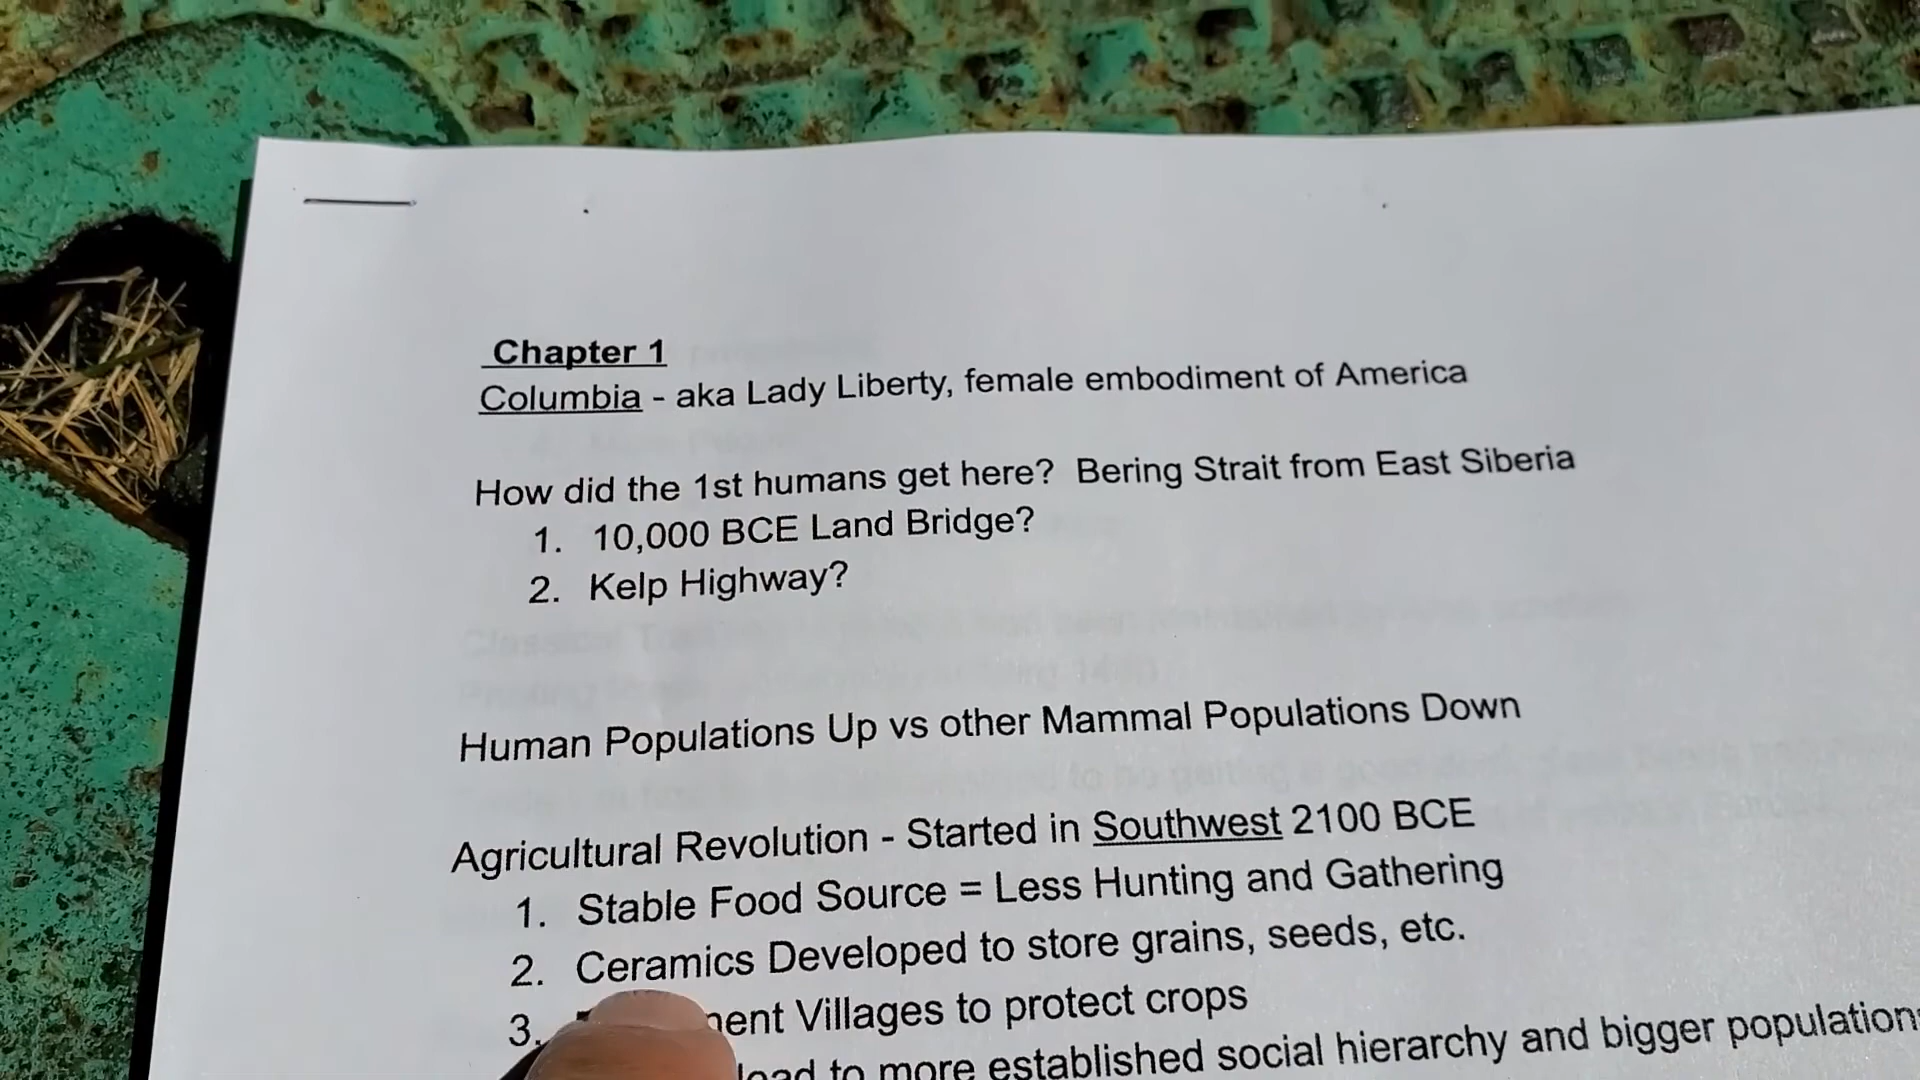 Chapter 1
Columbia - aka Lady Liberty, female embodiment of America
How did the 1st humans get here? Bering Strait from East Siberia
1. 10,000 BCE Land Bridge?
2. Kelp Highway?
Human Populations Up vs other Mammal Populations Down
Agricultural Revolution - Started in Southwest 2100 BCE
1. Stable Food Source = Less Hunting and Gathering
2. Ceramics Developed to store grains, seeds, etc.
3. Villages to protect crops
to more established social hierarchy and bigger populations